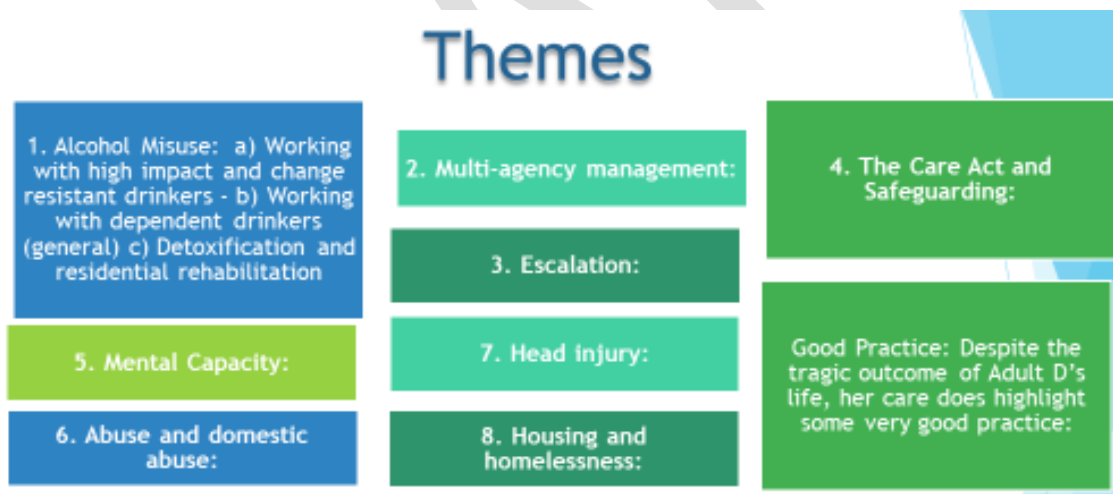 Themes
1. Alcohol Misuse: a) Working
with high impact and change
resistant drinkers - b) Working
with dependent drinkers
(general) c) Detoxification and
residential rehabilitation
2. Multi-agency management:
3. Escalation:
4. The Care Act and
Safeguarding:
5. Mental Capacity:
6. Abuse and domestic
abuse:
7. Head injury:
8. Housing and
homelessness:
Good Practice: Despite the
tragic outcome of Adult D's
life, her care does highlight
some very good practice: